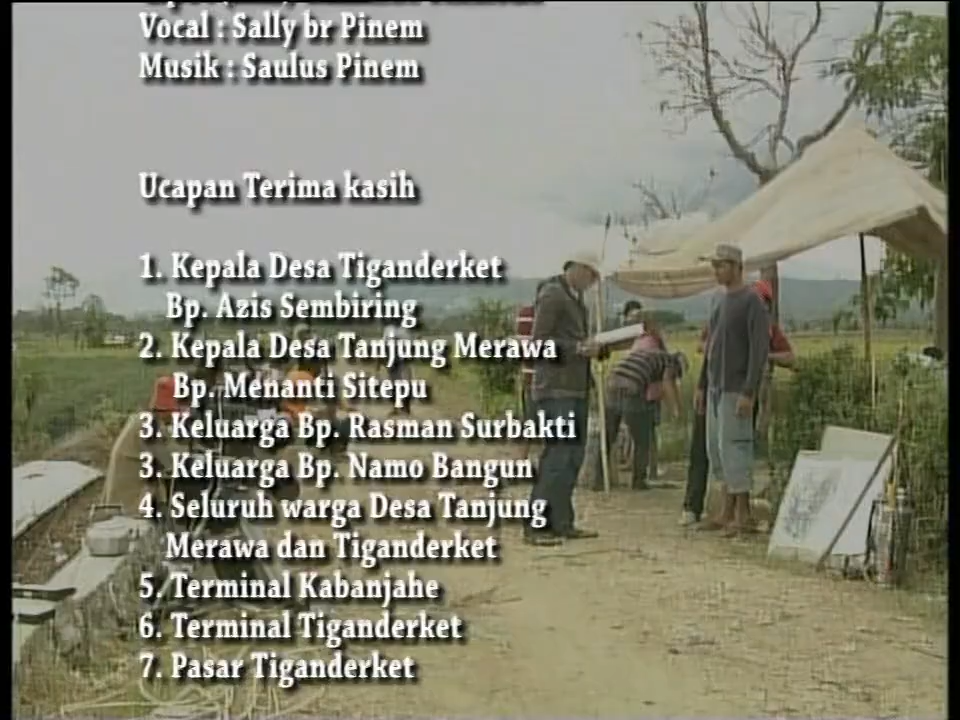 Vocal : Sally br Pinem
Musik : Saulus Pinem
Ucapan Terima kasih
1. Kepala Desa Tiganderket
Bp. Azis Sembiring
2. Kepala Desa Tanjung Merawa
Bp. Menanti Sitepu
3. Keluarga Bp. Rasman Surbakti
3. Keluarga Bp. Namo Bangun
4. Seluruh warga Desa Tanjung
Merawa dan Tiganderket
5. Terminal Kabanjahe
6. Terminal Tiganderket
7. Pasar Tiganderket